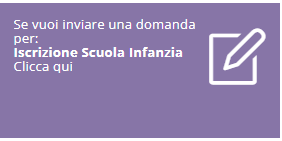 Se vuoi inviare una domanda
per:
Iscrizione Scuola Infanzia
Clicca qui